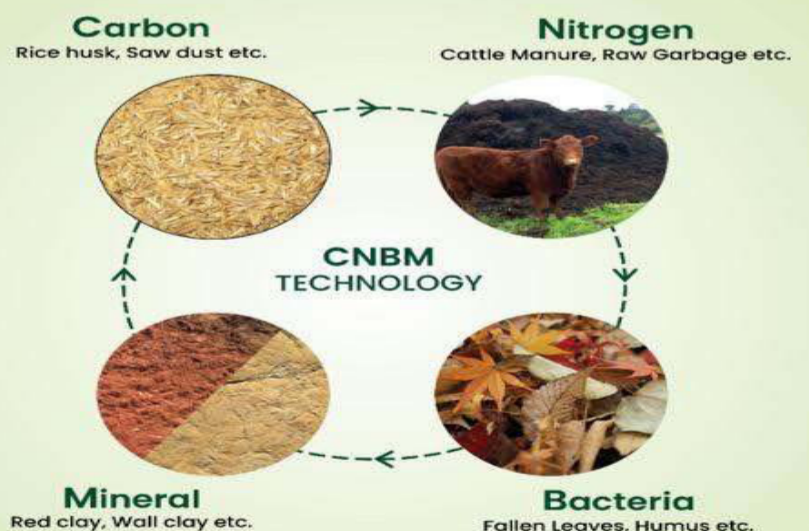 Carbon
Rice husk, Saw dust etc.
Nitrogen
Cattle Manure, Raw Garbage etc.
CNBM
TECHNOLOGY
Mineral
Red clay, Wall clay etc.
Bacteria
Fallen Leaves, Humus etc.